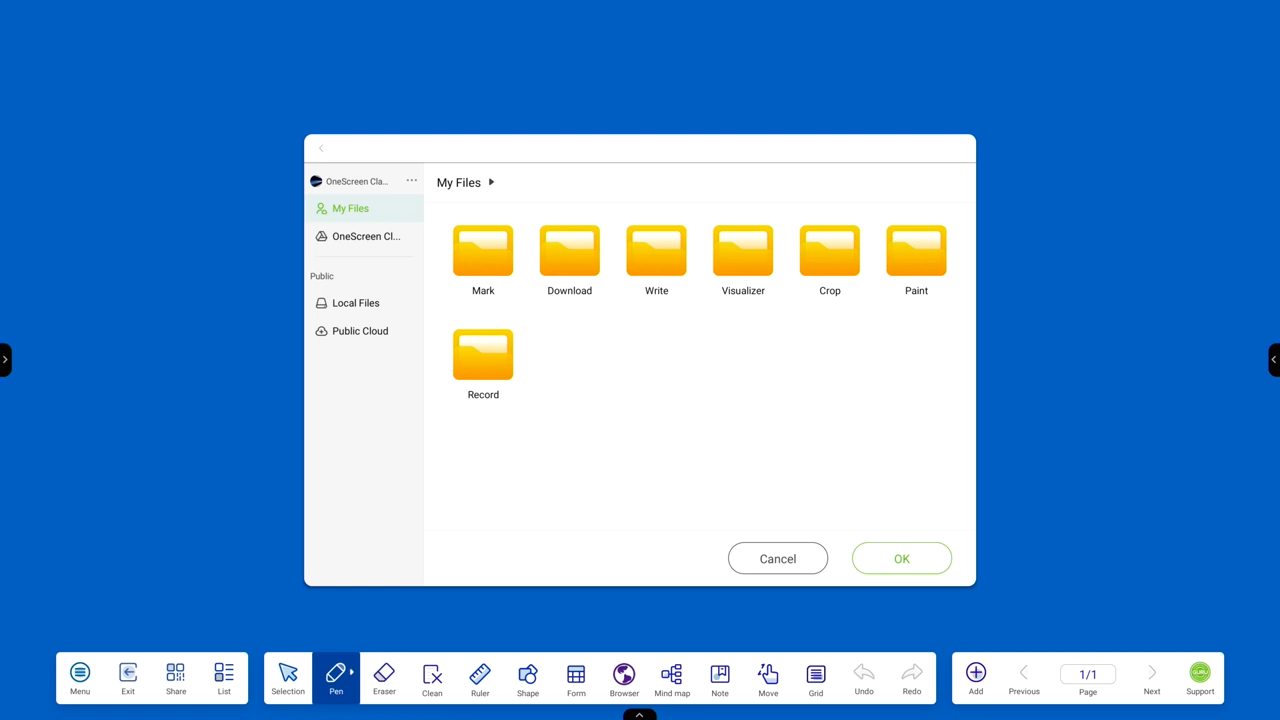 OneScreen Cla...
My Files
OneScreen Cl...
Public
Local Files
Public Cloud
My Files
Mark
Download
Write
Visualizer
Crop
Paint
Record
Cancel
OK
Menu
Exit
Share
List
Selection
Pen
Eraser
Clean
Ruler
Shape
Form
Browser
Mind map
Note
Move
Grid
Undo
Redo
Add
Previous
1/1
Page
Next
GURU
Support